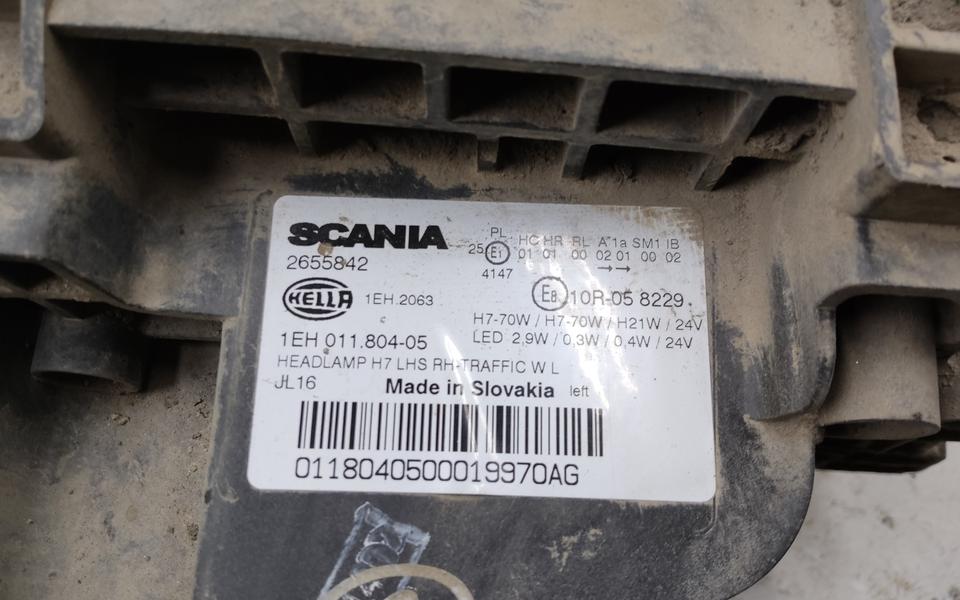 SCANIA
2655842
HELLA 1EH.2063
1EH 011.804-05
HEADLAMP H7 LHS RH-TRAFFIC W L
JL16 Made in Slovakia left
PL HC HR RL A 1a SM1 IB
25 E1 01 01 00 02 01 00 02
4147 →→
E8 10R-05 8229
H7-70W / H7-70W / H21W / 24V
LED 2,9W / 0,3W / 0,4W / 24V
0118040500019970AG